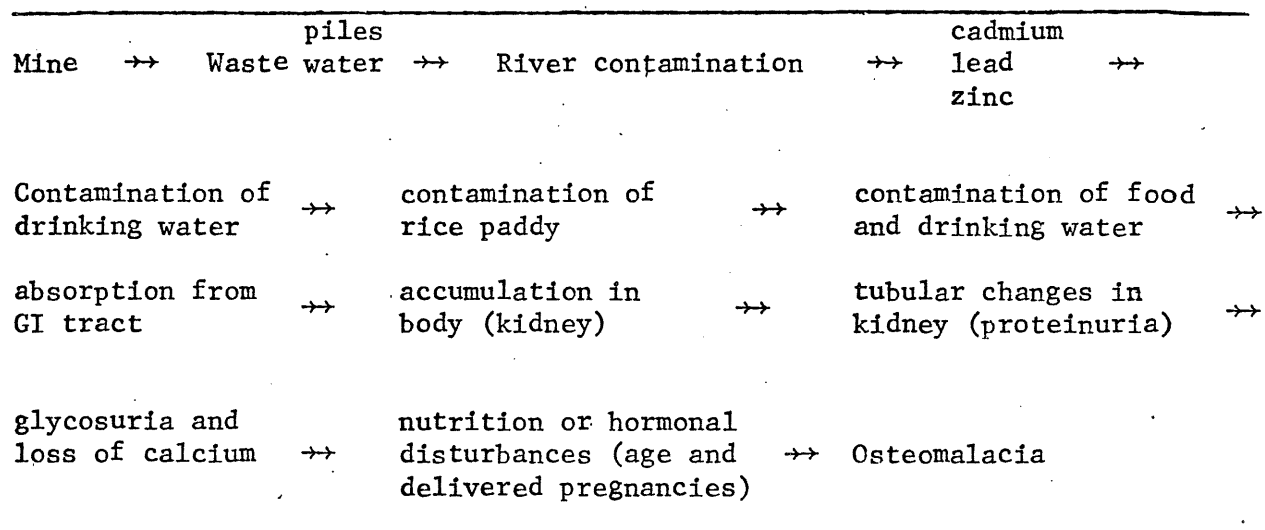 piles cadmium
Mine →→ Waste water →→ River contamination →→ lead →→
zinc
Contamination of →→ contamination of →→ contamination of food →→
drinking water rice paddy and drinking water
absorption from →→ accumulation in →→ tubular changes in →→
GI tract body (kidney) kidney (proteinuria)
glycosuria and nutrition or hormonal
loss of calcium →→ disturbances (age and →→ Osteomalacia
delivered pregnancies)